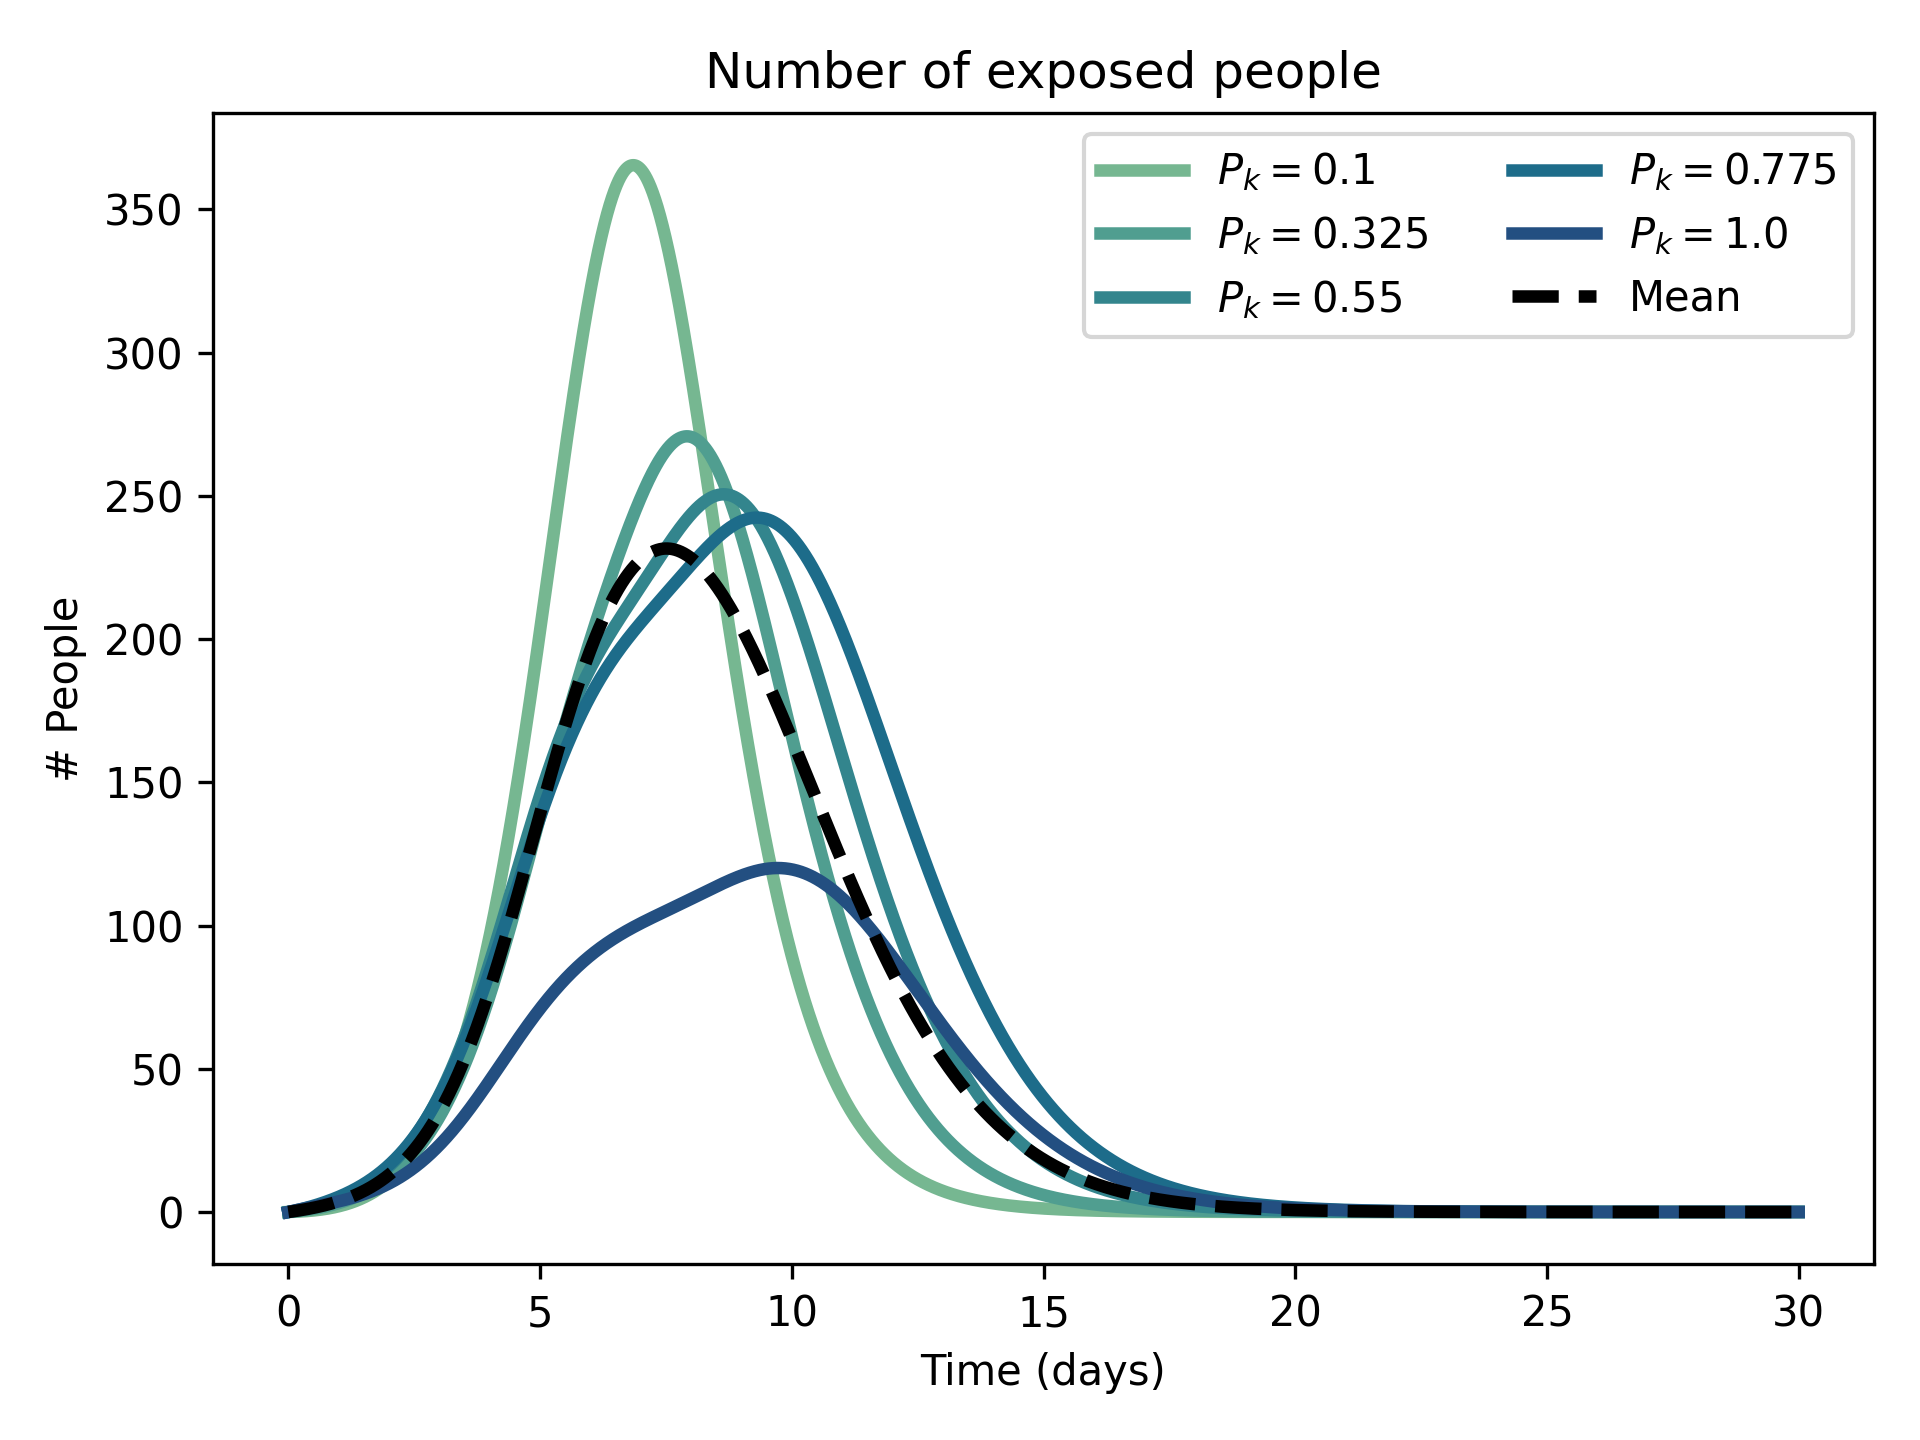 Number of exposed people
P_k = 0.1
P_k = 0.325
P_k = 0.55
P_k = 0.775
P_k = 1.0
Mean
# People
350
300
250
200
150
100
50
0
0 5 10 15 20 25 30
Time (days)